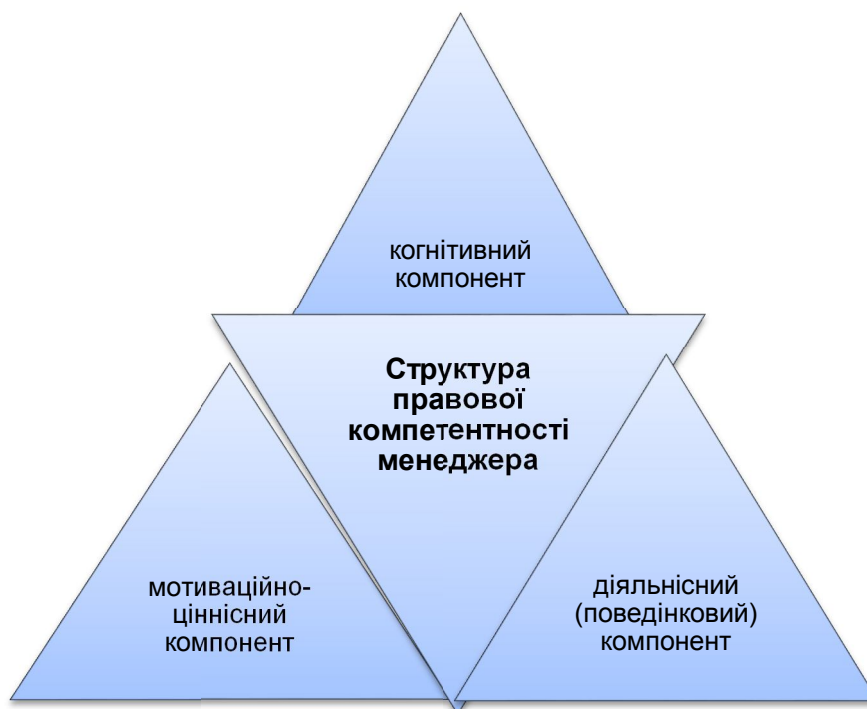 когнітивний
компонент
Структура
правової
компетентності
менеджера
мотиваційно-
ціннісний
компонент
діяльнісний
(поведінковий)
компонент